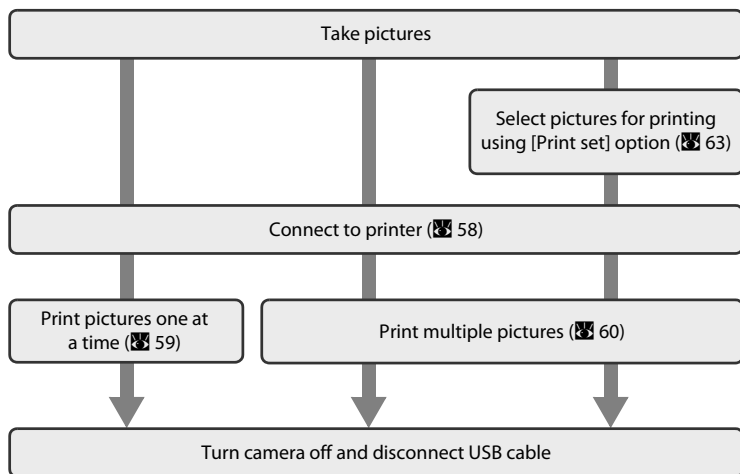 Take pictures
Select pictures for printing
using [Print set] option ( 63)
Connect to printer ( 58)
Print pictures one at
a time ( 59)
Print multiple pictures ( 60)
Turn camera off and disconnect USB cable